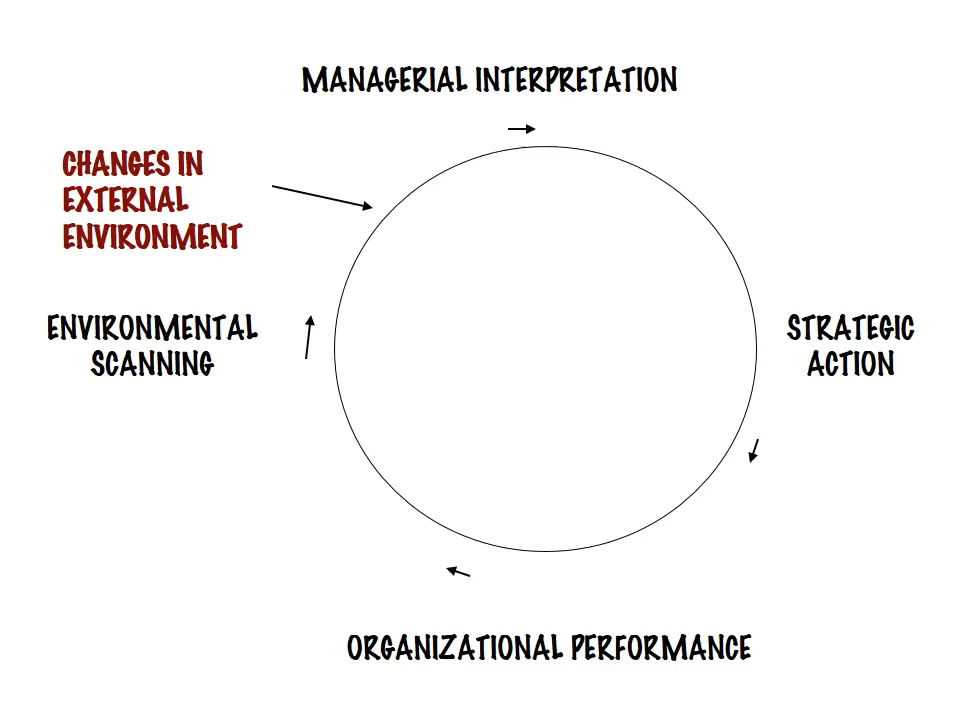 MANAGERIAL INTERPRETATION
CHANGES IN
EXTERNAL
ENVIRONMENT
ENVIRONMENTAL
SCANNING
STRATEGIC
ACTION
ORGANIZATIONAL PERFORMANCE